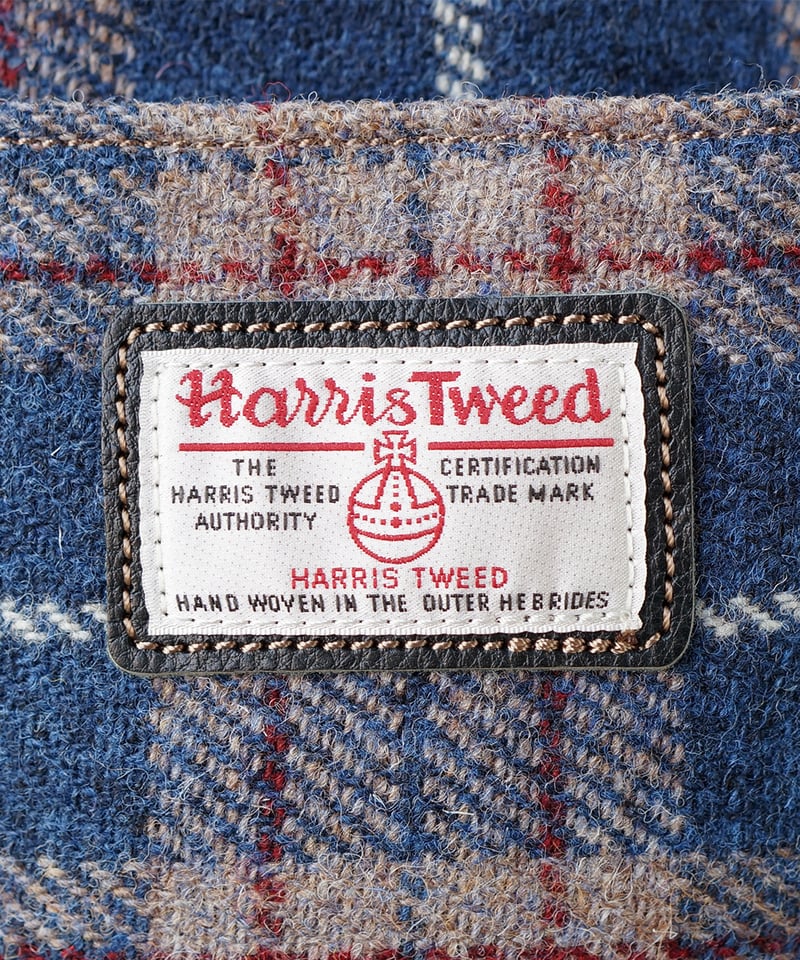 Harris Tweed
THE CERTIFICATION
HARRIS TWEED TRADE MARK
AUTHORITY
HARRIS TWEED
HAND WOVEN IN THE OUTER HEBRIDES